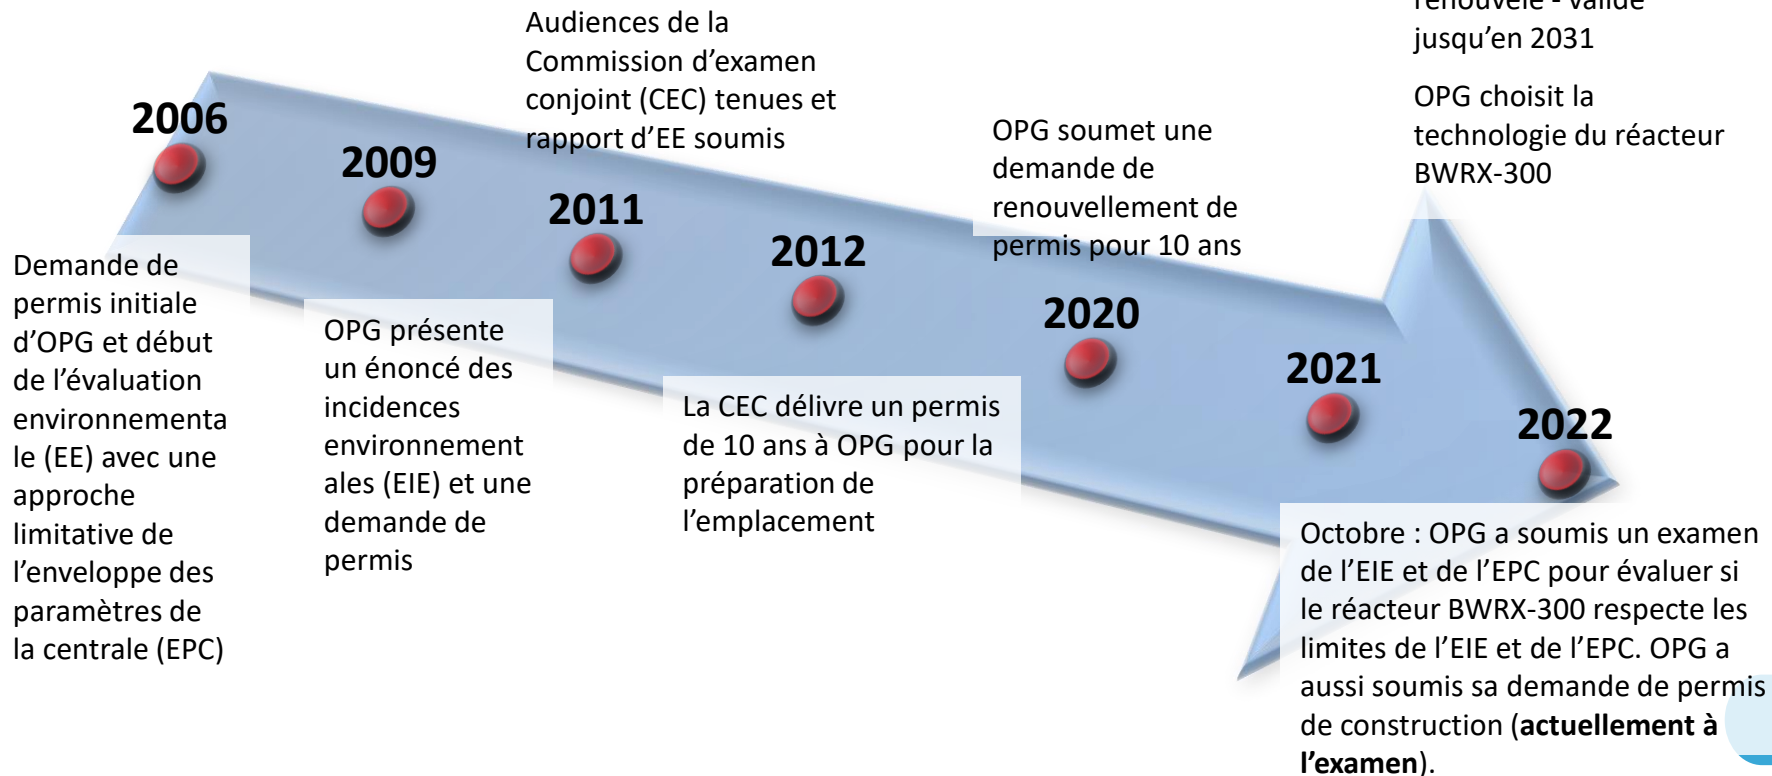 2006
Demande de
permis initiale
d’OPG et début
de l’évaluation
environnementa
le (EE) avec une
approche
limitative de
l’enveloppe des
paramètres de
la centrale (EPC)
2009
OPG présente
un énoncé des
incidences
environnement
ales (EIE) et une
demande de
permis
Audiences de la
Commission d’examen
conjoint (CEC) tenues et
rapport d’EE soumis
2011
2012
La CEC délivre un permis
de 10 ans à OPG pour la
préparation de
l’emplacement
OPG soumet une
demande de
renouvellement de
permis pour 10 ans
2020
renouvelé - valide
jusqu’en 2031
OPG choisit la
technologie du réacteur
BWRX-300
2021
2022
Octobre : OPG a soumis un examen
de l’EIE et de l’EPC pour évaluer si
le réacteur BWRX-300 respecte les
limites de l’EIE et de l’EPC. OPG a
aussi soumis sa demande de permis
de construction (actuellement à
l’examen).